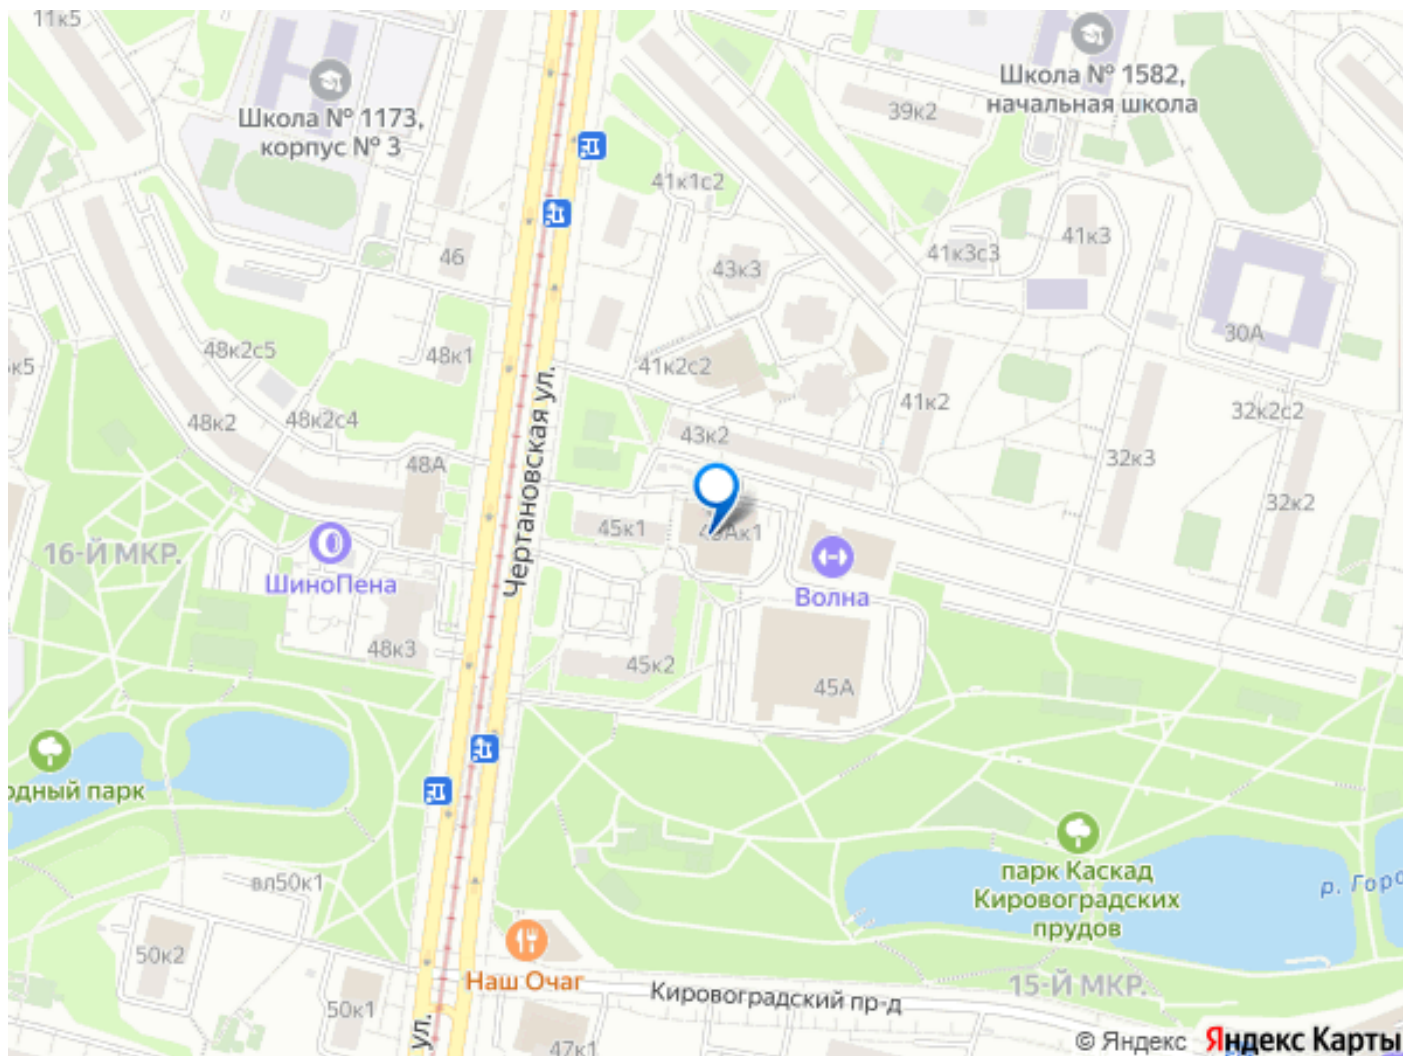 11к5
Школа № 1173,
корпус № 3
Школа № 1582,
начальная школа
39к2
41к1с2
46
43к3
41к3с3
41к3
30А
48к2с5
48к1
41к2с2
48к2с4
48к2
41к2
32к2с2
43к2
48А
32к3
32к2
Чертановская ул.
45к1
16-Й МКР.
ШиноПена
Волна
48к3
45к2
45А
одный парк
парк Каскад
Кировоградских
прудов
р. Горо
вл50к1
50к2
Наш Очаг
50к1
Кировоградский пр-д
15-Й МКР.
ул.
47к1
© Яндекс Яндекс Карты